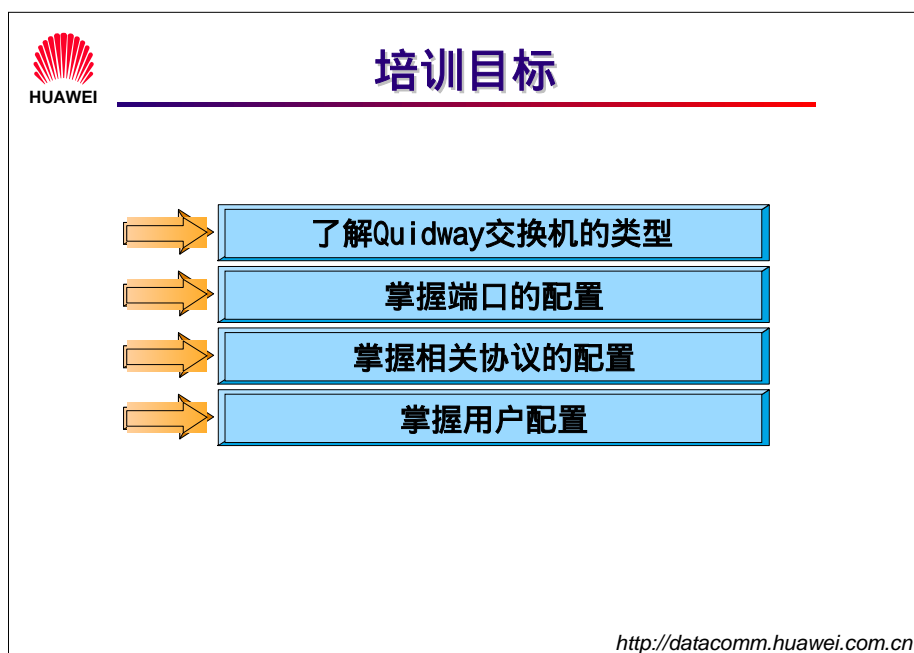 HUAWEI
培训目标
了解Quidway交换机的类型
掌握端口的配置
掌握相关协议的配置
掌握用户配置
http://datacomm.huawei.com.cn